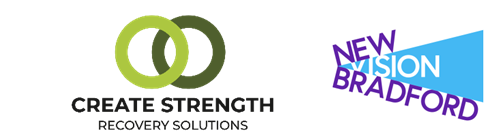 CREATE STRENGTH
RECOVERY SOLUTIONS
NEW
VISION
BRADFORD